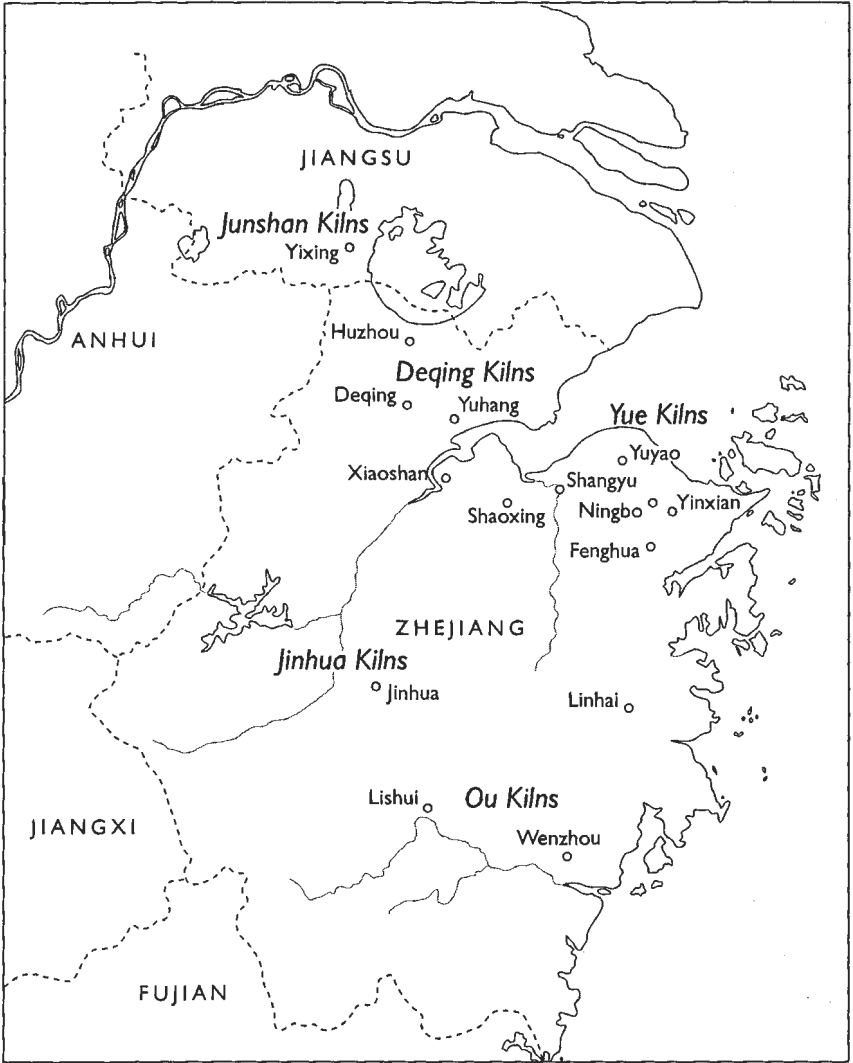 JIANGSU
Junshan Kilns
Yixing
ANHUI
Huzhou
Deqing Kilns
Deqing
Yuhang
Yue Kilns
Yuyao
Xiaoshan
Shangyu
Shaoxing
Ningbo
Yinxian
Fenghua
ZHEJIANG
Jinhua Kilns
Jinhua
Linhai
Lishui
Ou Kilns
JIANGXI
Wenzhou
FUJIAN